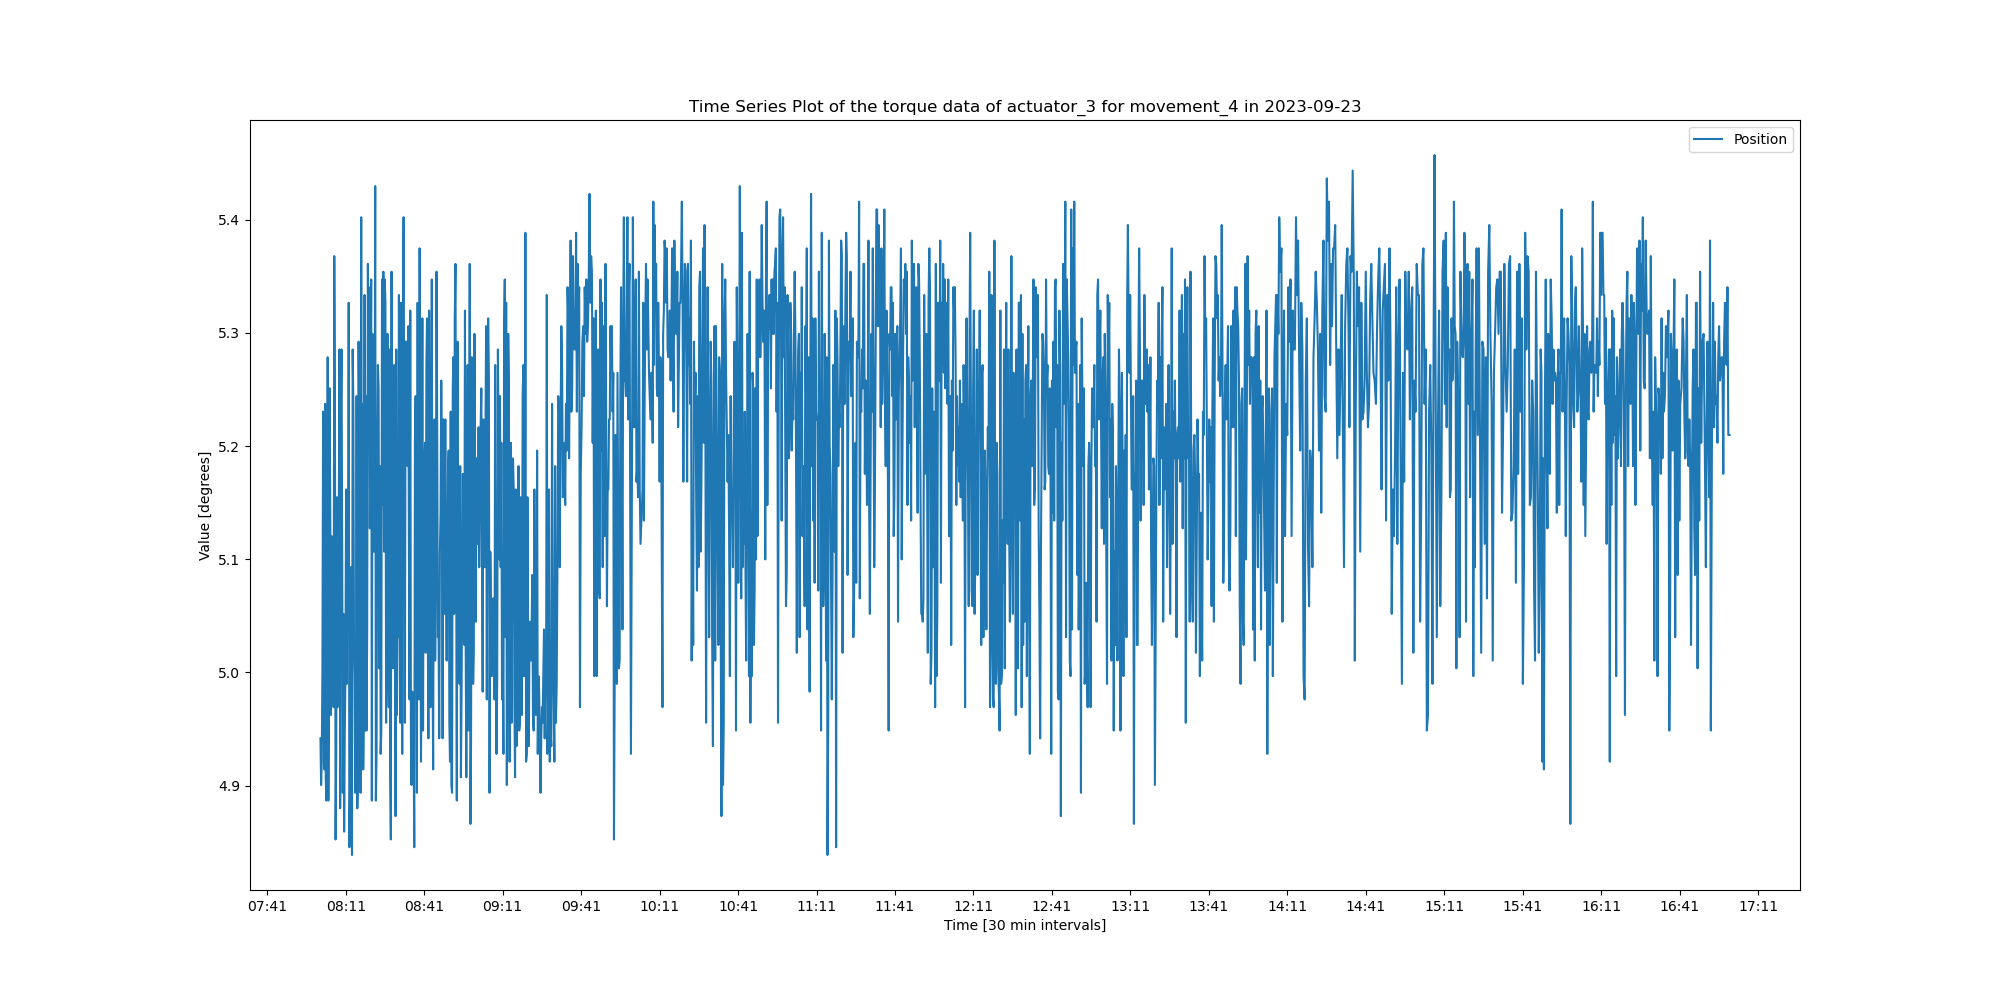 Time Series Plot of the torque data of actuator_3 for movement_4 in 2023-09-23
Position
Value [degrees]
5.4
5.3
5.2
5.1
5.0
4.9
07:41 08:11 08:41 09:11 09:41 10:11 10:41 11:11 11:41 12:11 12:41 13:11 13:41 14:11 14:41 15:11 15:41 16:11 16:41 17:11
Time [30 min intervals]